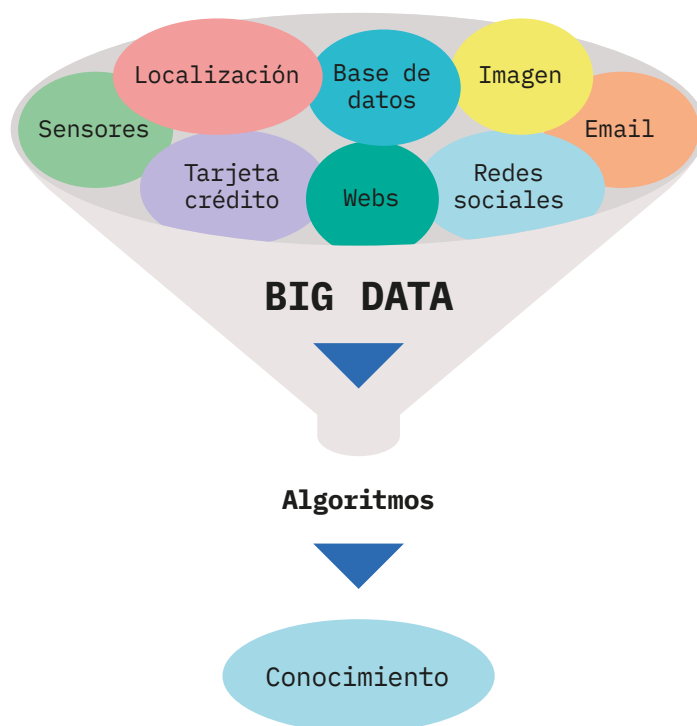 Localización
Base de
datos
Imagen
Sensores
Email
Tarjeta
crédito
Webs
Redes
sociales
BIG DATA
Algoritmos
Conocimiento